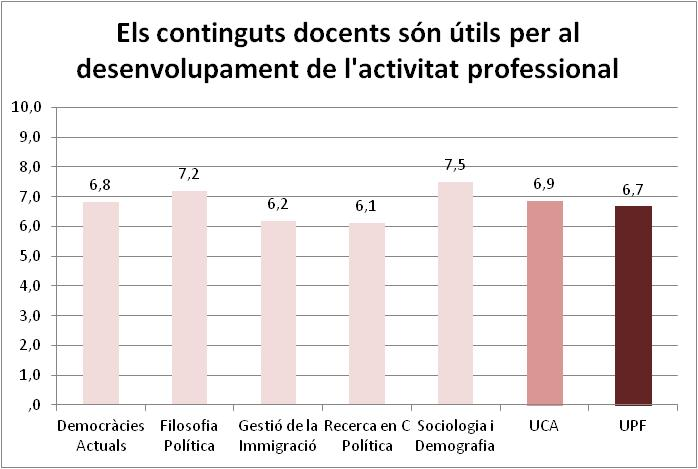 Els continguts docents són útils per al
desenvolupament de l'activitat professional
10,0
9,0
8,0
7,0
6,0
5,0
4,0
3,0
2,0
1,0
,0
6,8
7,2
6,2
6,1
7,5
6,9
6,7
Democràcies
Actuals
Filosofia
Política
Gestió de la
Immigració
Recerca en C
Política
Sociologia i
Demografia
UCA
UPF